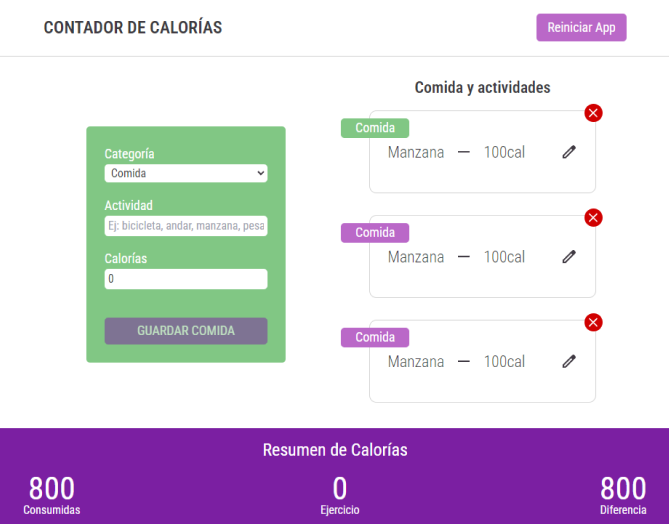 CONTADOR DE CALORÍAS
Reiniciar App
Categoría
Comida
Actividad
Ej: bicicleta, andar, manzana, pesa
Calorías
0
GUARDAR COMIDA
Comida y actividades
Comida
Manzana — 100cal
Comida
Manzana — 100cal
Comida
Manzana — 100cal
Resumen de Calorías
800
Consumidas
0
Ejercicio
800
Diferencia